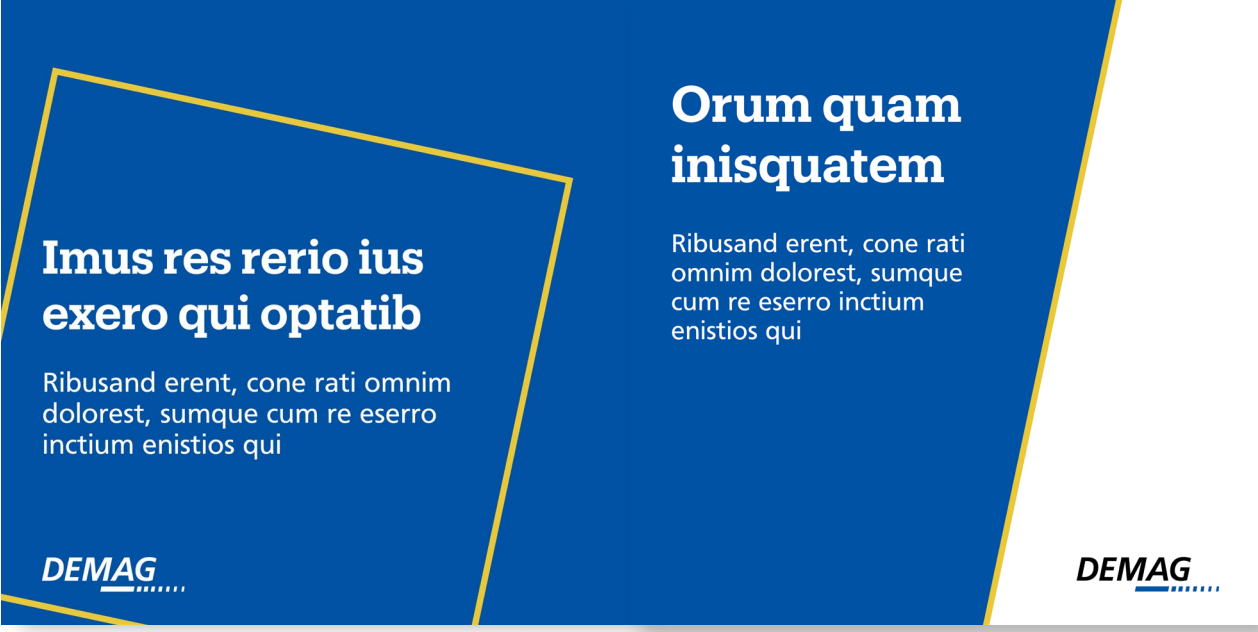 Imus res rerio ius
exero qui optatib
Ribusand erent, cone rati omnim
dolorest, sumque cum re eserro
inctium enistios qui
DEMAG
Orum quam
inisquatem
Ribusand erent, cone rati
omnim dolorest, sumque
cum re eserro inctium
enistios qui
DEMAG